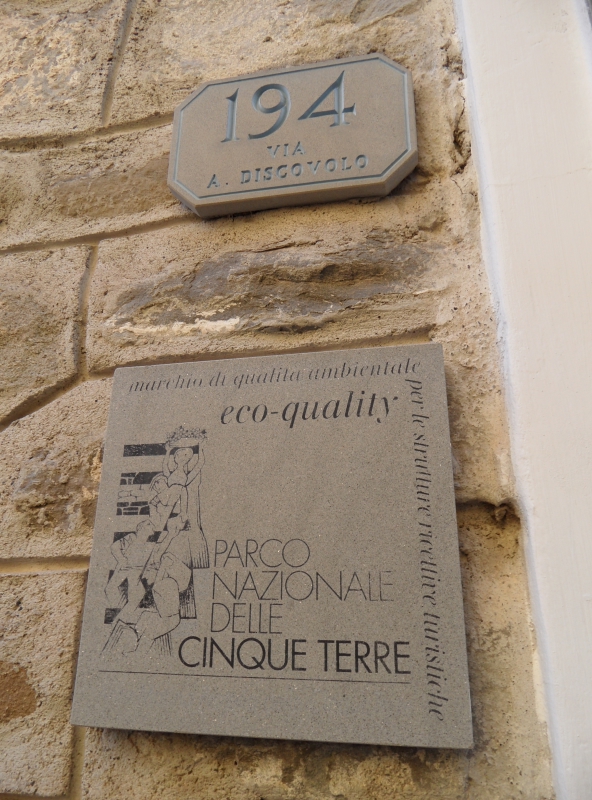 194
VIA
A. DISCOVOLO
marchio di qualità ambientale
per le strutture ricettive turistiche
eco-quality
PARCO
NAZIONALE
DELLE
CINQUE TERRE